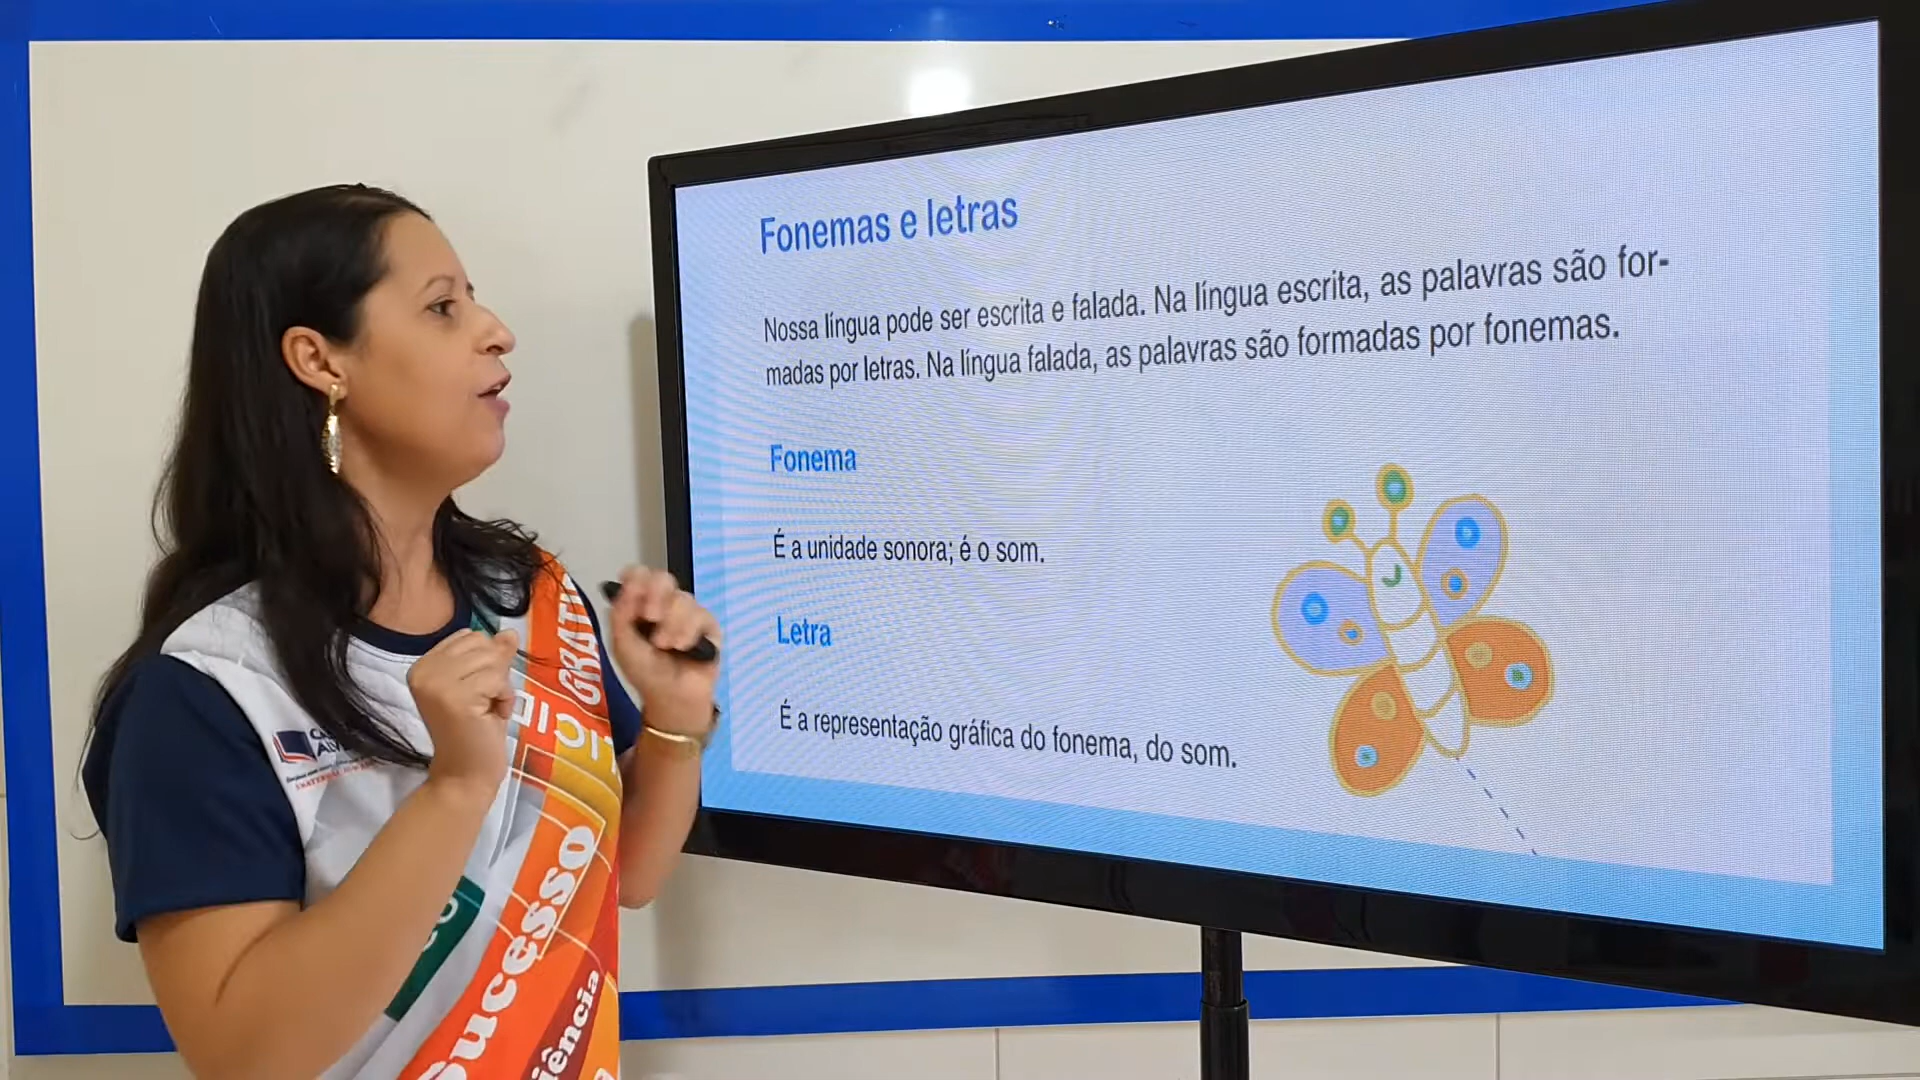 Fonemas e letras
Nossa língua pode ser escrita e falada. Na língua escrita, as palavras são for-
madas por letras. Na língua falada, as palavras são formadas por fonemas.
Fonema
É a unidade sonora; é o som.
Letra
É a representação gráfica do fonema, do som.
Sucesso